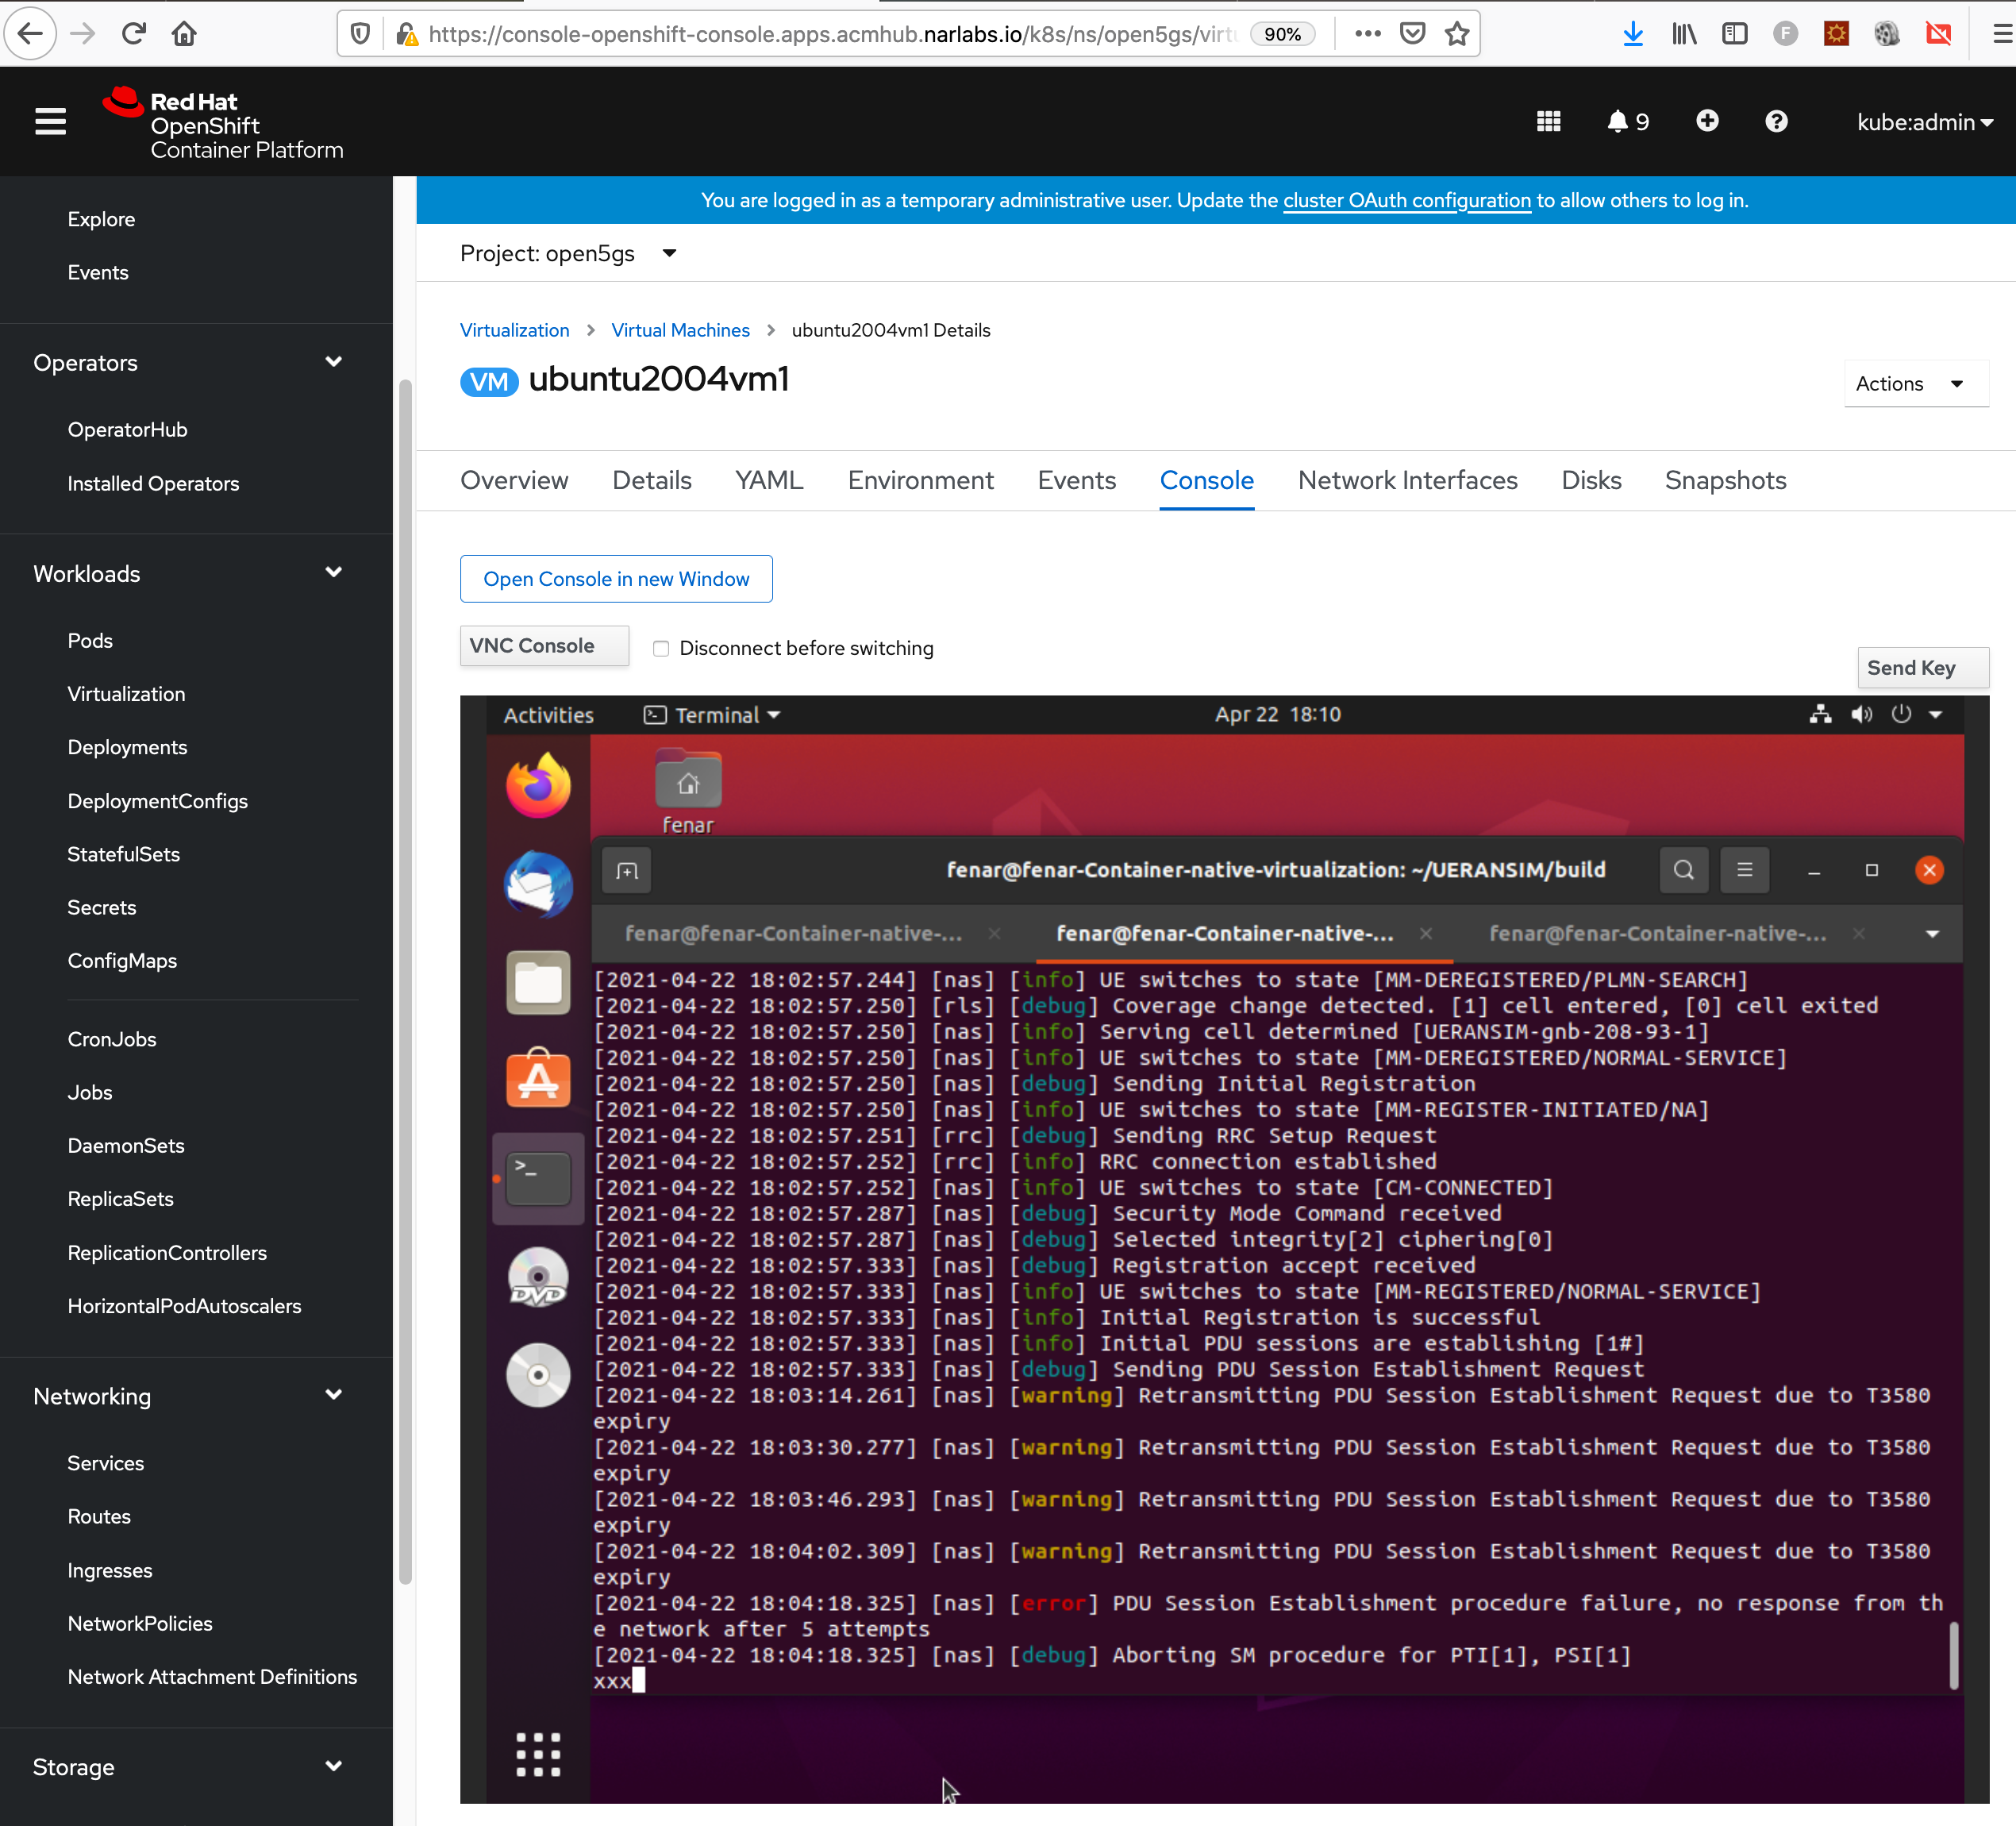 https://console-openshift-console.apps.acmhub.narlabs.io/k8s/ns/open5gs/virtu
90%
F
Red Hat
OpenShift
Container Platform
9
kube:admin
Explore
Events
Operators
OperatorHub
Installed Operators
Workloads
Pods
Virtualization
Deployments
DeploymentConfigs
StatefulSets
Secrets
ConfigMaps
CronJobs
Jobs
DaemonSets
ReplicaSets
ReplicationControllers
HorizontalPodAutoscalers
Networking
Services
Routes
Ingresses
NetworkPolicies
Network Attachment Definitions
Storage
You are logged in as a temporary administrative user. Update the cluster OAuth configuration to allow others to log in.
Project: open5gs
Virtualization > Virtual Machines > ubuntu2004vm1 Details
VM ubuntu2004vm1
Actions
Overview Details YAML Environment Events Console Network Interfaces Disks Snapshots
Open Console in new Window
VNC Console
Disconnect before switching
Send Key
Activities Terminal Apr 22 18:10
fenar
DVD
fenar@fenar-Container-native-virtualization: ~/UERANSIM/build
fenar@fenar-Container-native-... fenar@fenar-Container-native-... fenar@fenar-Container-native-...
[2021-04-22 18:02:57.244] [nas] [info] UE switches to state [MM-DEREGISTERED/PLMN-SEARCH]
[2021-04-22 18:02:57.250] [rls] [debug] Coverage change detected. [1] cell entered, [0] cell exited
[2021-04-22 18:02:57.250] [nas] [info] Serving cell determined [UERANSIM-gnb-208-93-1]
[2021-04-22 18:02:57.250] [nas] [info] UE switches to state [MM-DEREGISTERED/NORMAL-SERVICE]
[2021-04-22 18:02:57.250] [nas] [debug] Sending Initial Registration
[2021-04-22 18:02:57.250] [nas] [info] UE switches to state [MM-REGISTER-INITIATED/NA]
[2021-04-22 18:02:57.251] [rrc] [debug] Sending RRC Setup Request
[2021-04-22 18:02:57.252] [rrc] [info] RRC connection established
[2021-04-22 18:02:57.252] [nas] [info] UE switches to state [CM-CONNECTED]
[2021-04-22 18:02:57.287] [nas] [debug] Security Mode Command received
[2021-04-22 18:02:57.287] [nas] [debug] Selected integrity[2] ciphering[0]
[2021-04-22 18:02:57.333] [nas] [debug] Registration accept received
[2021-04-22 18:02:57.333] [nas] [info] UE switches to state [MM-REGISTERED/NORMAL-SERVICE]
[2021-04-22 18:02:57.333] [nas] [info] Initial Registration is successful
[2021-04-22 18:02:57.333] [nas] [info] Initial PDU sessions are establishing [1#]
[2021-04-22 18:02:57.333] [nas] [debug] Sending PDU Session Establishment Request
[2021-04-22 18:03:14.261] [nas] [warning] Retransmitting PDU Session Establishment Request due to T3580
expiry
[2021-04-22 18:03:30.277] [nas] [warning] Retransmitting PDU Session Establishment Request due to T3580
expiry
[2021-04-22 18:03:46.293] [nas] [warning] Retransmitting PDU Session Establishment Request due to T3580
expiry
[2021-04-22 18:04:02.309] [nas] [warning] Retransmitting PDU Session Establishment Request due to T3580
expiry
[2021-04-22 18:04:18.325] [nas] [error] PDU Session Establishment procedure failure, no response from th
e network after 5 attempts
[2021-04-22 18:04:18.325] [nas] [debug] Aborting SM procedure for PTI[1], PSI[1]
xxx